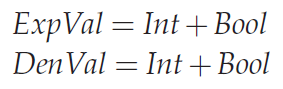 ExpVal = Int + Bool
DenVal = Int + Bool